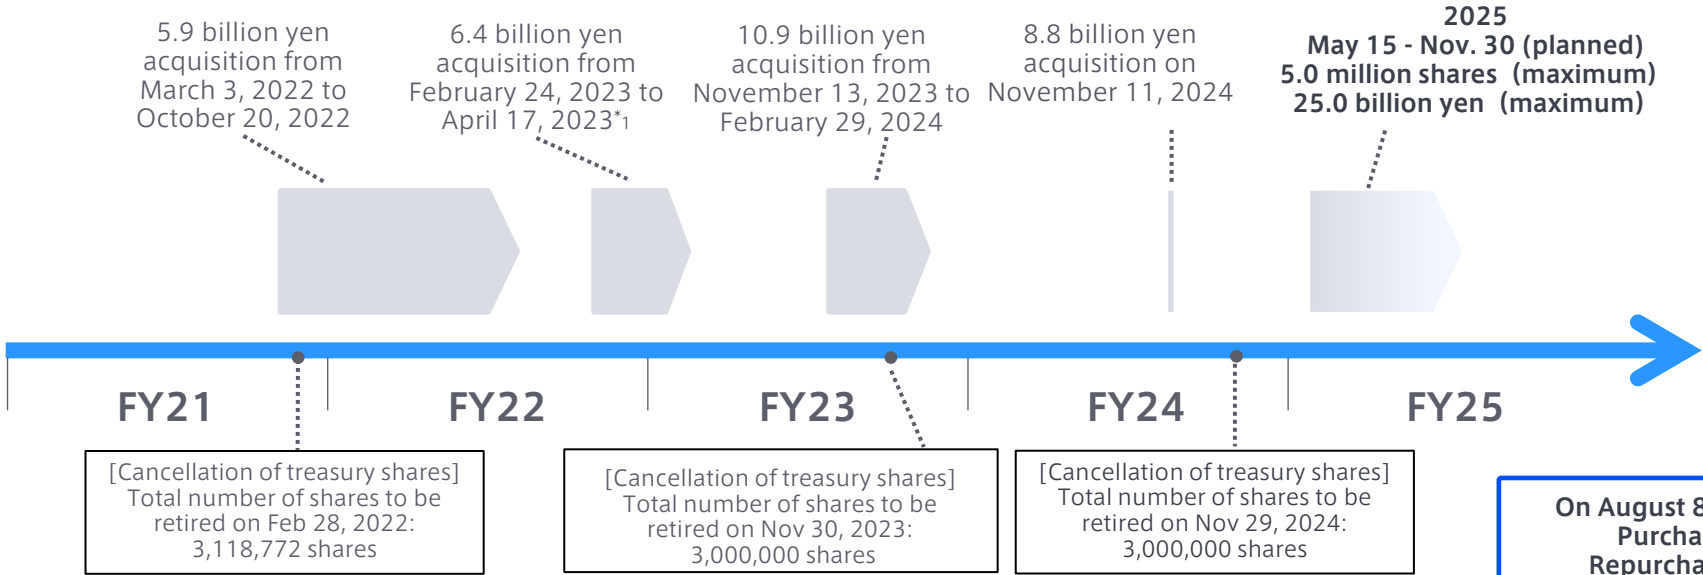 5.9 billion yen
acquisition from
March 3, 2022 to
October 20, 2022
6.4 billion yen
acquisition from
February 24, 2023 to
April 17, 2023*1
10.9 billion yen
acquisition from
November 13, 2023 to
February 29, 2024
8.8 billion yen
acquisition on
November 11, 2024
2025
May 15 - Nov. 30 (planned)
5.0 million shares (maximum)
25.0 billion yen (maximum)
FY21
FY22
FY23
FY24
FY25
[Cancellation of treasury shares]
Total number of shares to be
retired on Feb 28, 2022:
3,118,772 shares
[Cancellation of treasury shares]
Total number of shares to be
retired on Nov 30, 2023:
3,000,000 shares
[Cancellation of treasury shares]
Total number of shares to be
retired on Nov 29, 2024:
3,000,000 shares
On August 8
Purcha
Repurcha